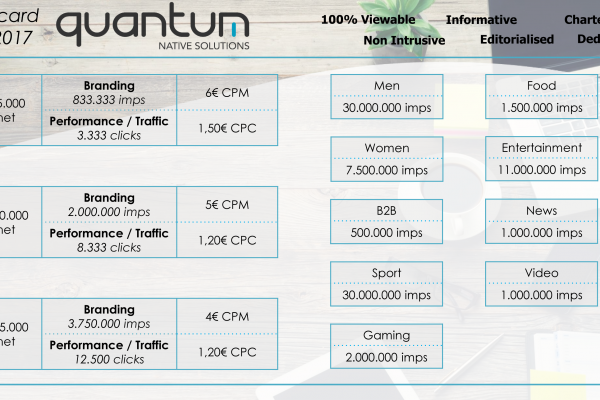 card
2017
quantum
NATIVE SOLUTIONS
100% Viewable Informative
Non Intrusive Editorialised
5.000
net
Branding
833.333 imps
6€ CPM
Performance / Traffic
3.333 clicks
1,50€ CPC
0.000
net
Branding
2.000.000 imps
5€ CPM
Performance / Traffic
8.333 clicks
1,20€ CPC
5.000
net
Branding
3.750.000 imps
4€ CPM
Performance / Traffic
12.500 clicks
1,20€ CPC
Men
30.000.000 imps
Women
7.500.000 imps
B2B
500.000 imps
Sport
30.000.000 imps
Gaming
2.000.000 imps
Food
1.500.000 imps
Entertainment
11.000.000 imps
News
1.000.000 imps
Video
1.000.000 imps